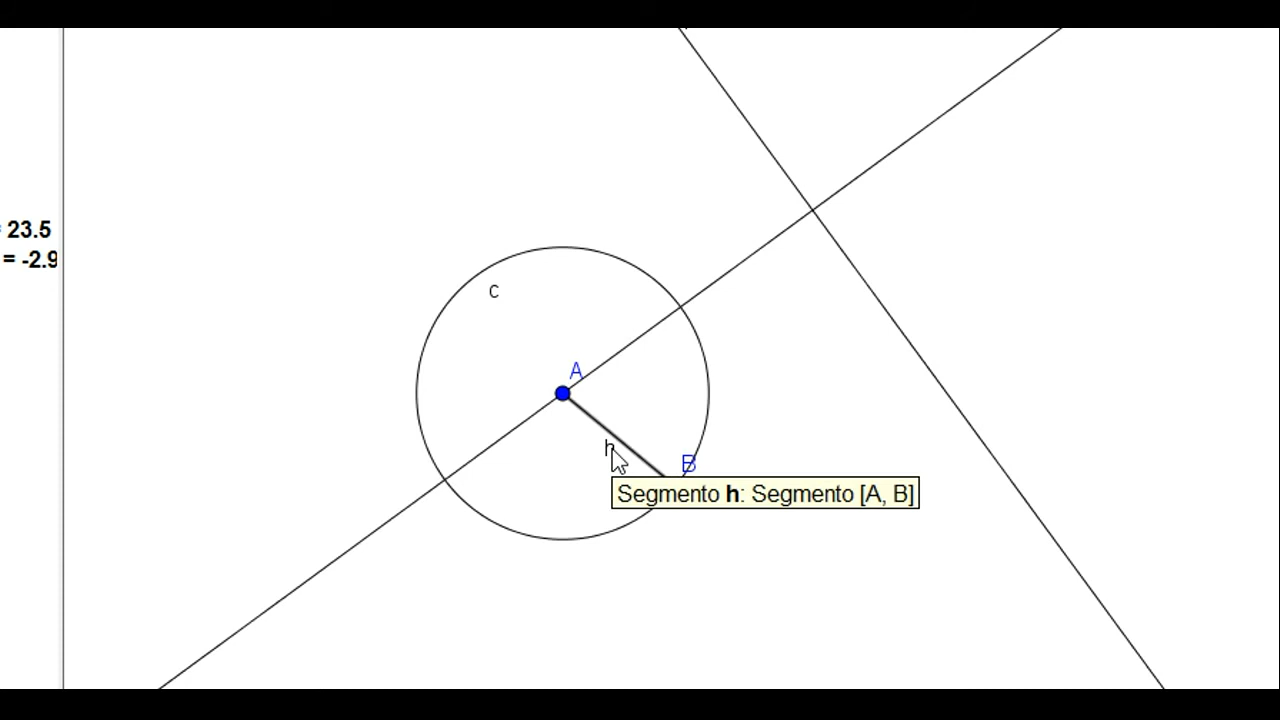 = 23.5
= -2.9
c
A
h
B
Segmento h: Segmento [A, B]